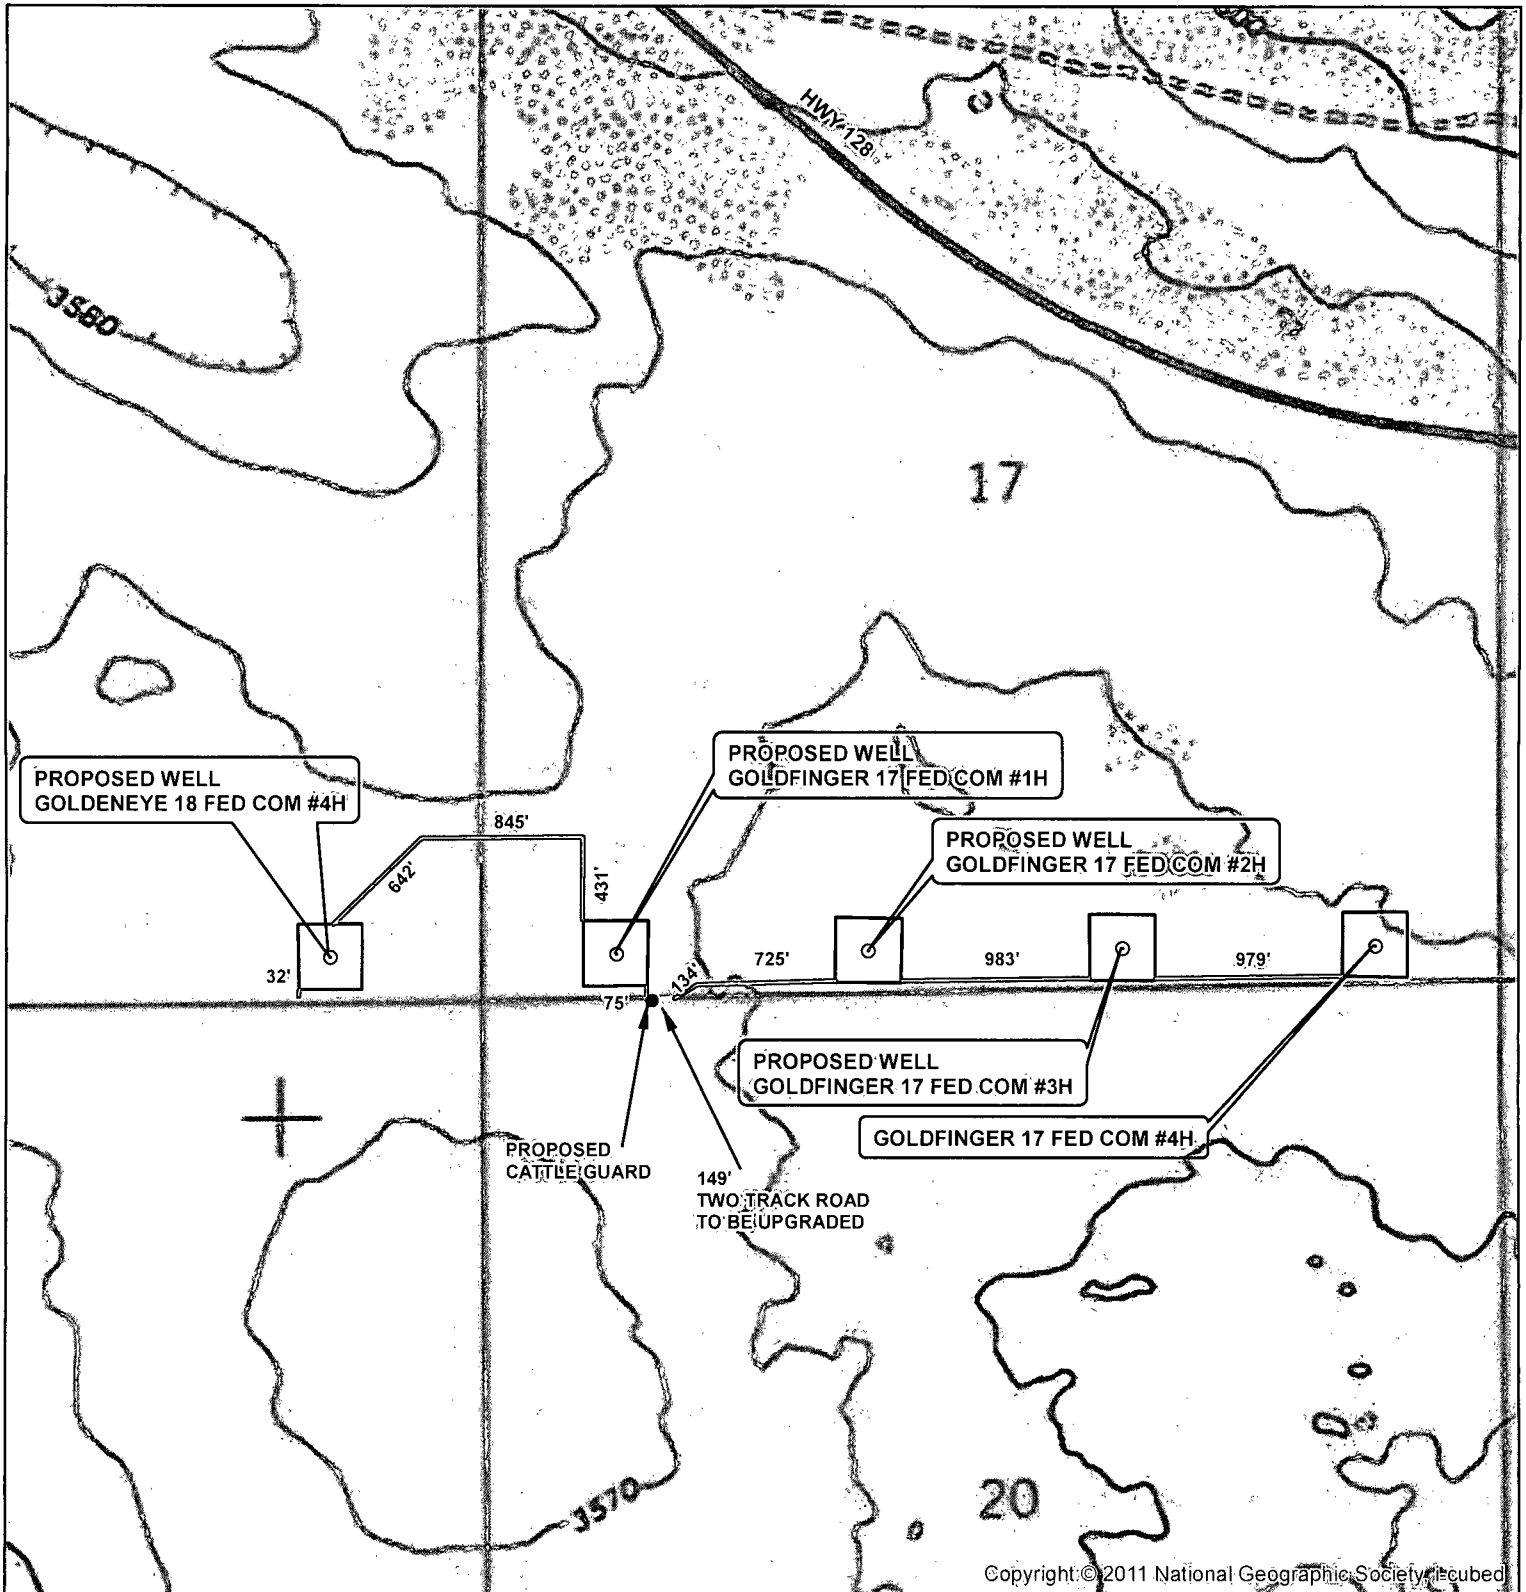 HWY 128
3580
17
PROPOSED WELL
GOLDENEYE 18 FED COM #4H
PROPOSED WELL
GOLDFINGER 17 FED COM #1H
845'
642'
431'
PROPOSED WELL
GOLDFINGER 17 FED COM #2H
32'
75'
134'
725'
983'
979'
PROPOSED WELL
GOLDFINGER 17 FED COM #3H
GOLDFINGER 17 FED COM #4H
PROPOSED
CATTLE GUARD
149'
TWO TRACK ROAD
TO BE UPGRADED
3570
20
Copyright:© 2011 National Geographic Society, i-cubed